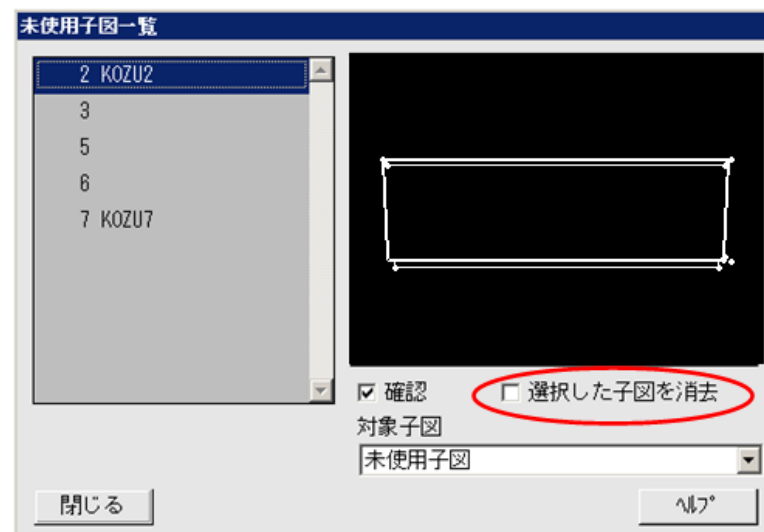 未使用子図一覧
2 KOZU2
3
5
6
7 KOZU7
確認
選択した子図を消去
対象子図
未使用子図
閉じる
ﾍﾙﾌﾟ